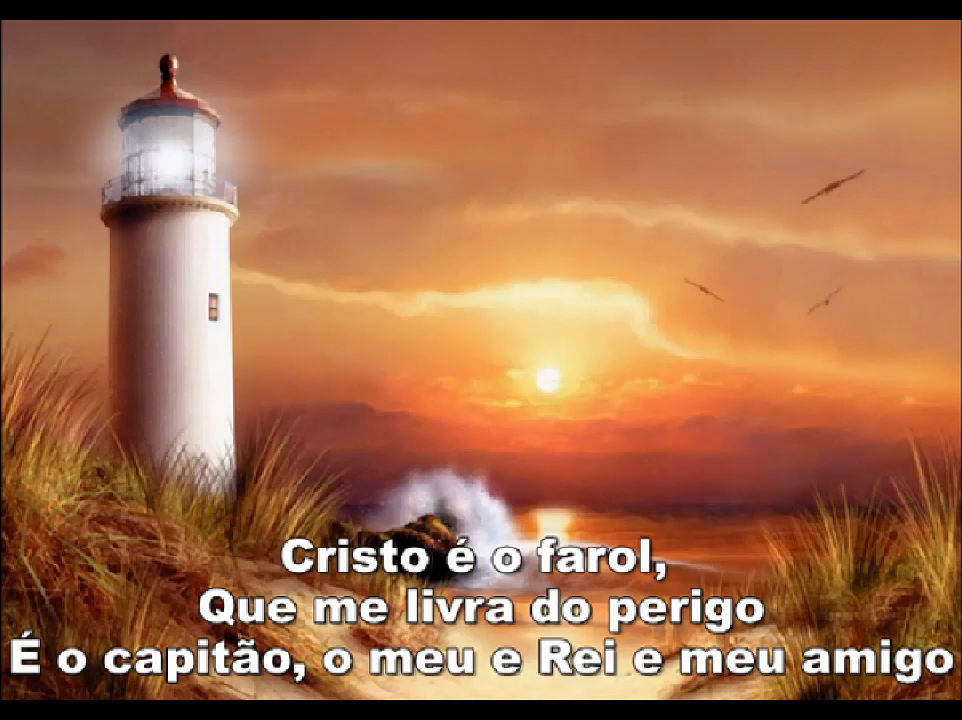 Cristo é o farol,
Que me livra do perigo
É o capitão, o meu e Rei e meu amigo